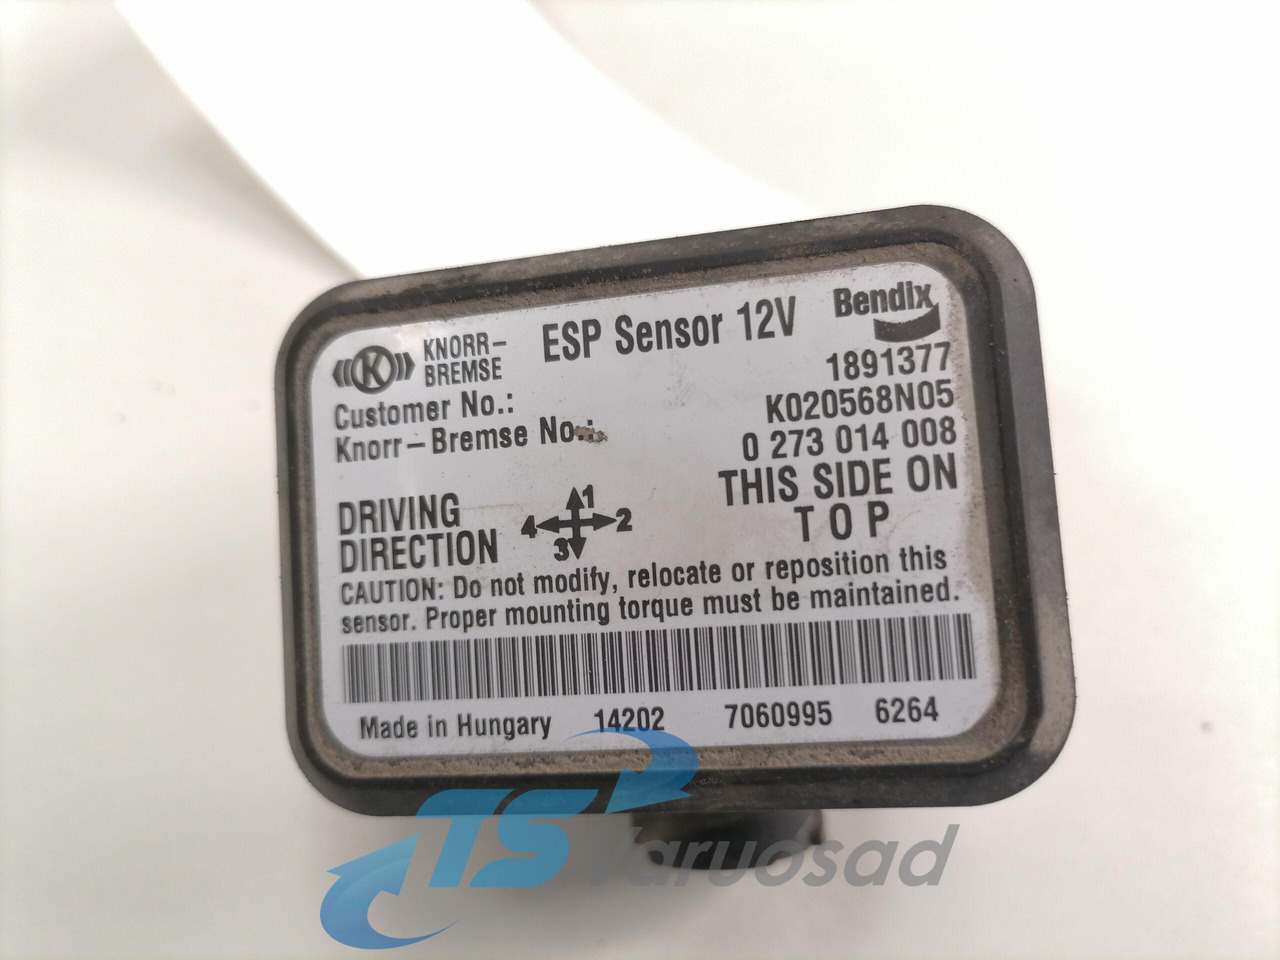 KNORR-
BREMSE
ESP Sensor 12V
Bendix
Customer No.: 1891377
Knorr-Bremse No.: K020568N05
0 273 014 008
DRIVING
DIRECTION
1
4 2
3
THIS SIDE ON
TOP
CAUTION: Do not modify, relocate or reposition this
sensor. Proper mounting torque must be maintained.
Made in Hungary 14202 7060995 6264
TS Varuosad